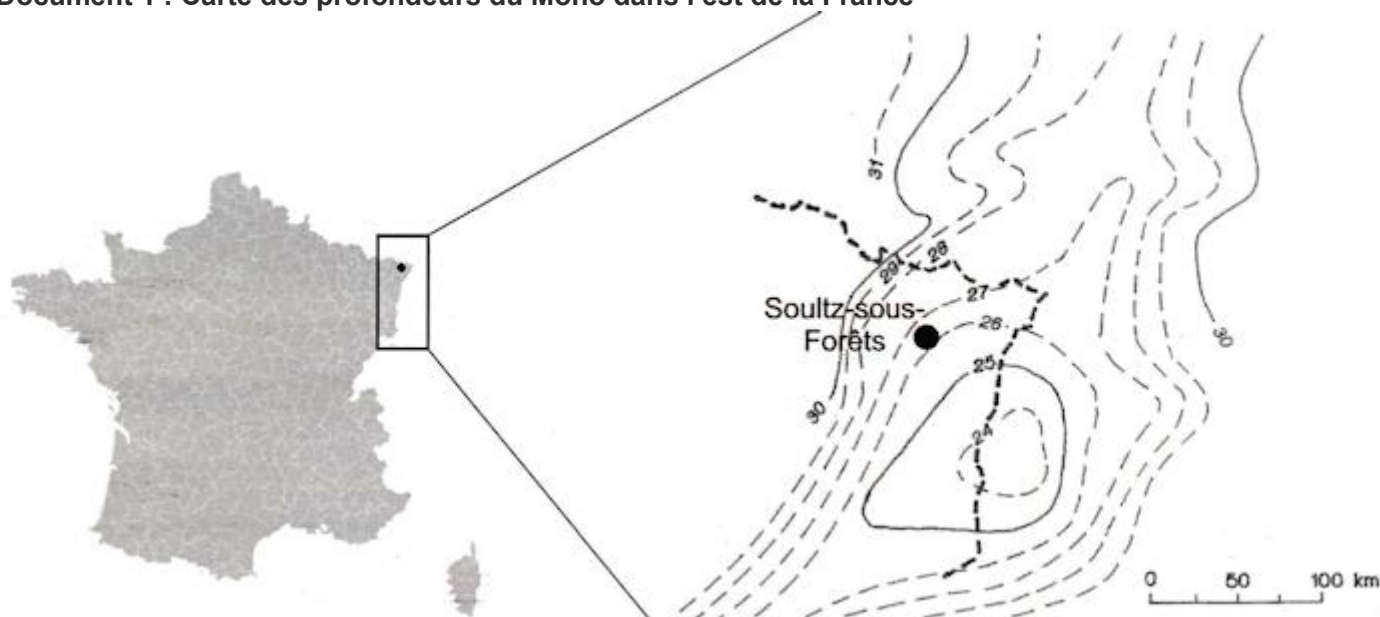 Document 1 : Carte des profondeurs du Moho dans l'est de la France
31
29
28
27
26
25
24
30
30
Soultz-sous-
Forêts
0 50 100 km